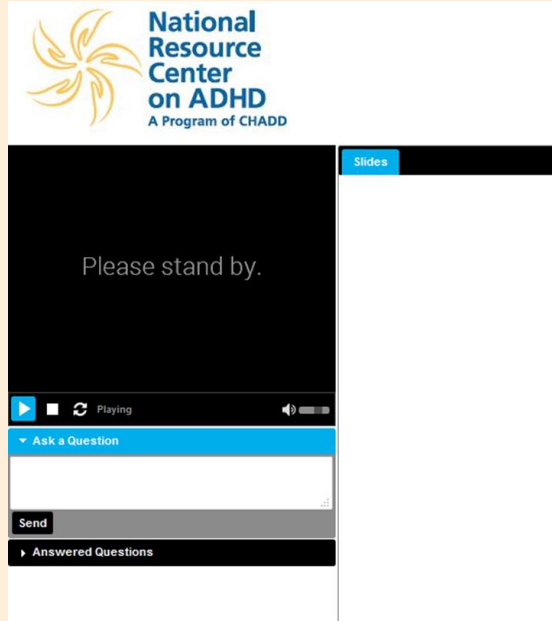 National
Resource
Center
on ADHD
A Program of CHADD
Slides
Please stand by.
Playing
Ask a Question
Send
Answered Questions